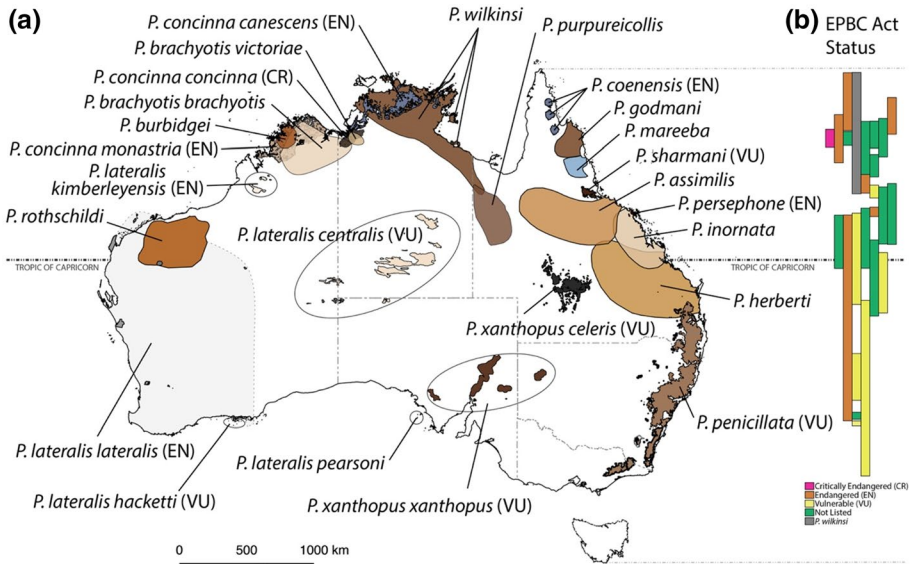 (a)
P. concinna canescens (EN)
P. brachyotis victoriae
P. concinna concinna (CR)
P. brachyotis brachyotis
P. burbidgei
P. concinna monastria (EN)
P. lateralis
kimberleyensis (EN)
P. rothschildi
P. wilkinsi
P. purpureicollis
P. coenensis (EN)
P. godmani
P. mareeba
P. sharmani (VU)
P. assimilis
P. persephone (EN)
P. inornata
P. lateralis centralis (VU)
TROPIC OF CAPRICORN
TROPIC OF CAPRICORN
P. herberti
P. xanthopus celeris (VU)
P. penicillata (VU)
P. lateralis lateralis (EN)
P. lateralis pearsoni
P. lateralis hacketti (VU)
P. xanthopus xanthopus (VU)
0 500 1000 km
(b)
EPBC Act
Status
Critically Endangered (CR)
Endangered (EN)
Vulnerable (VU)
Not Listed
P. wilkinsi